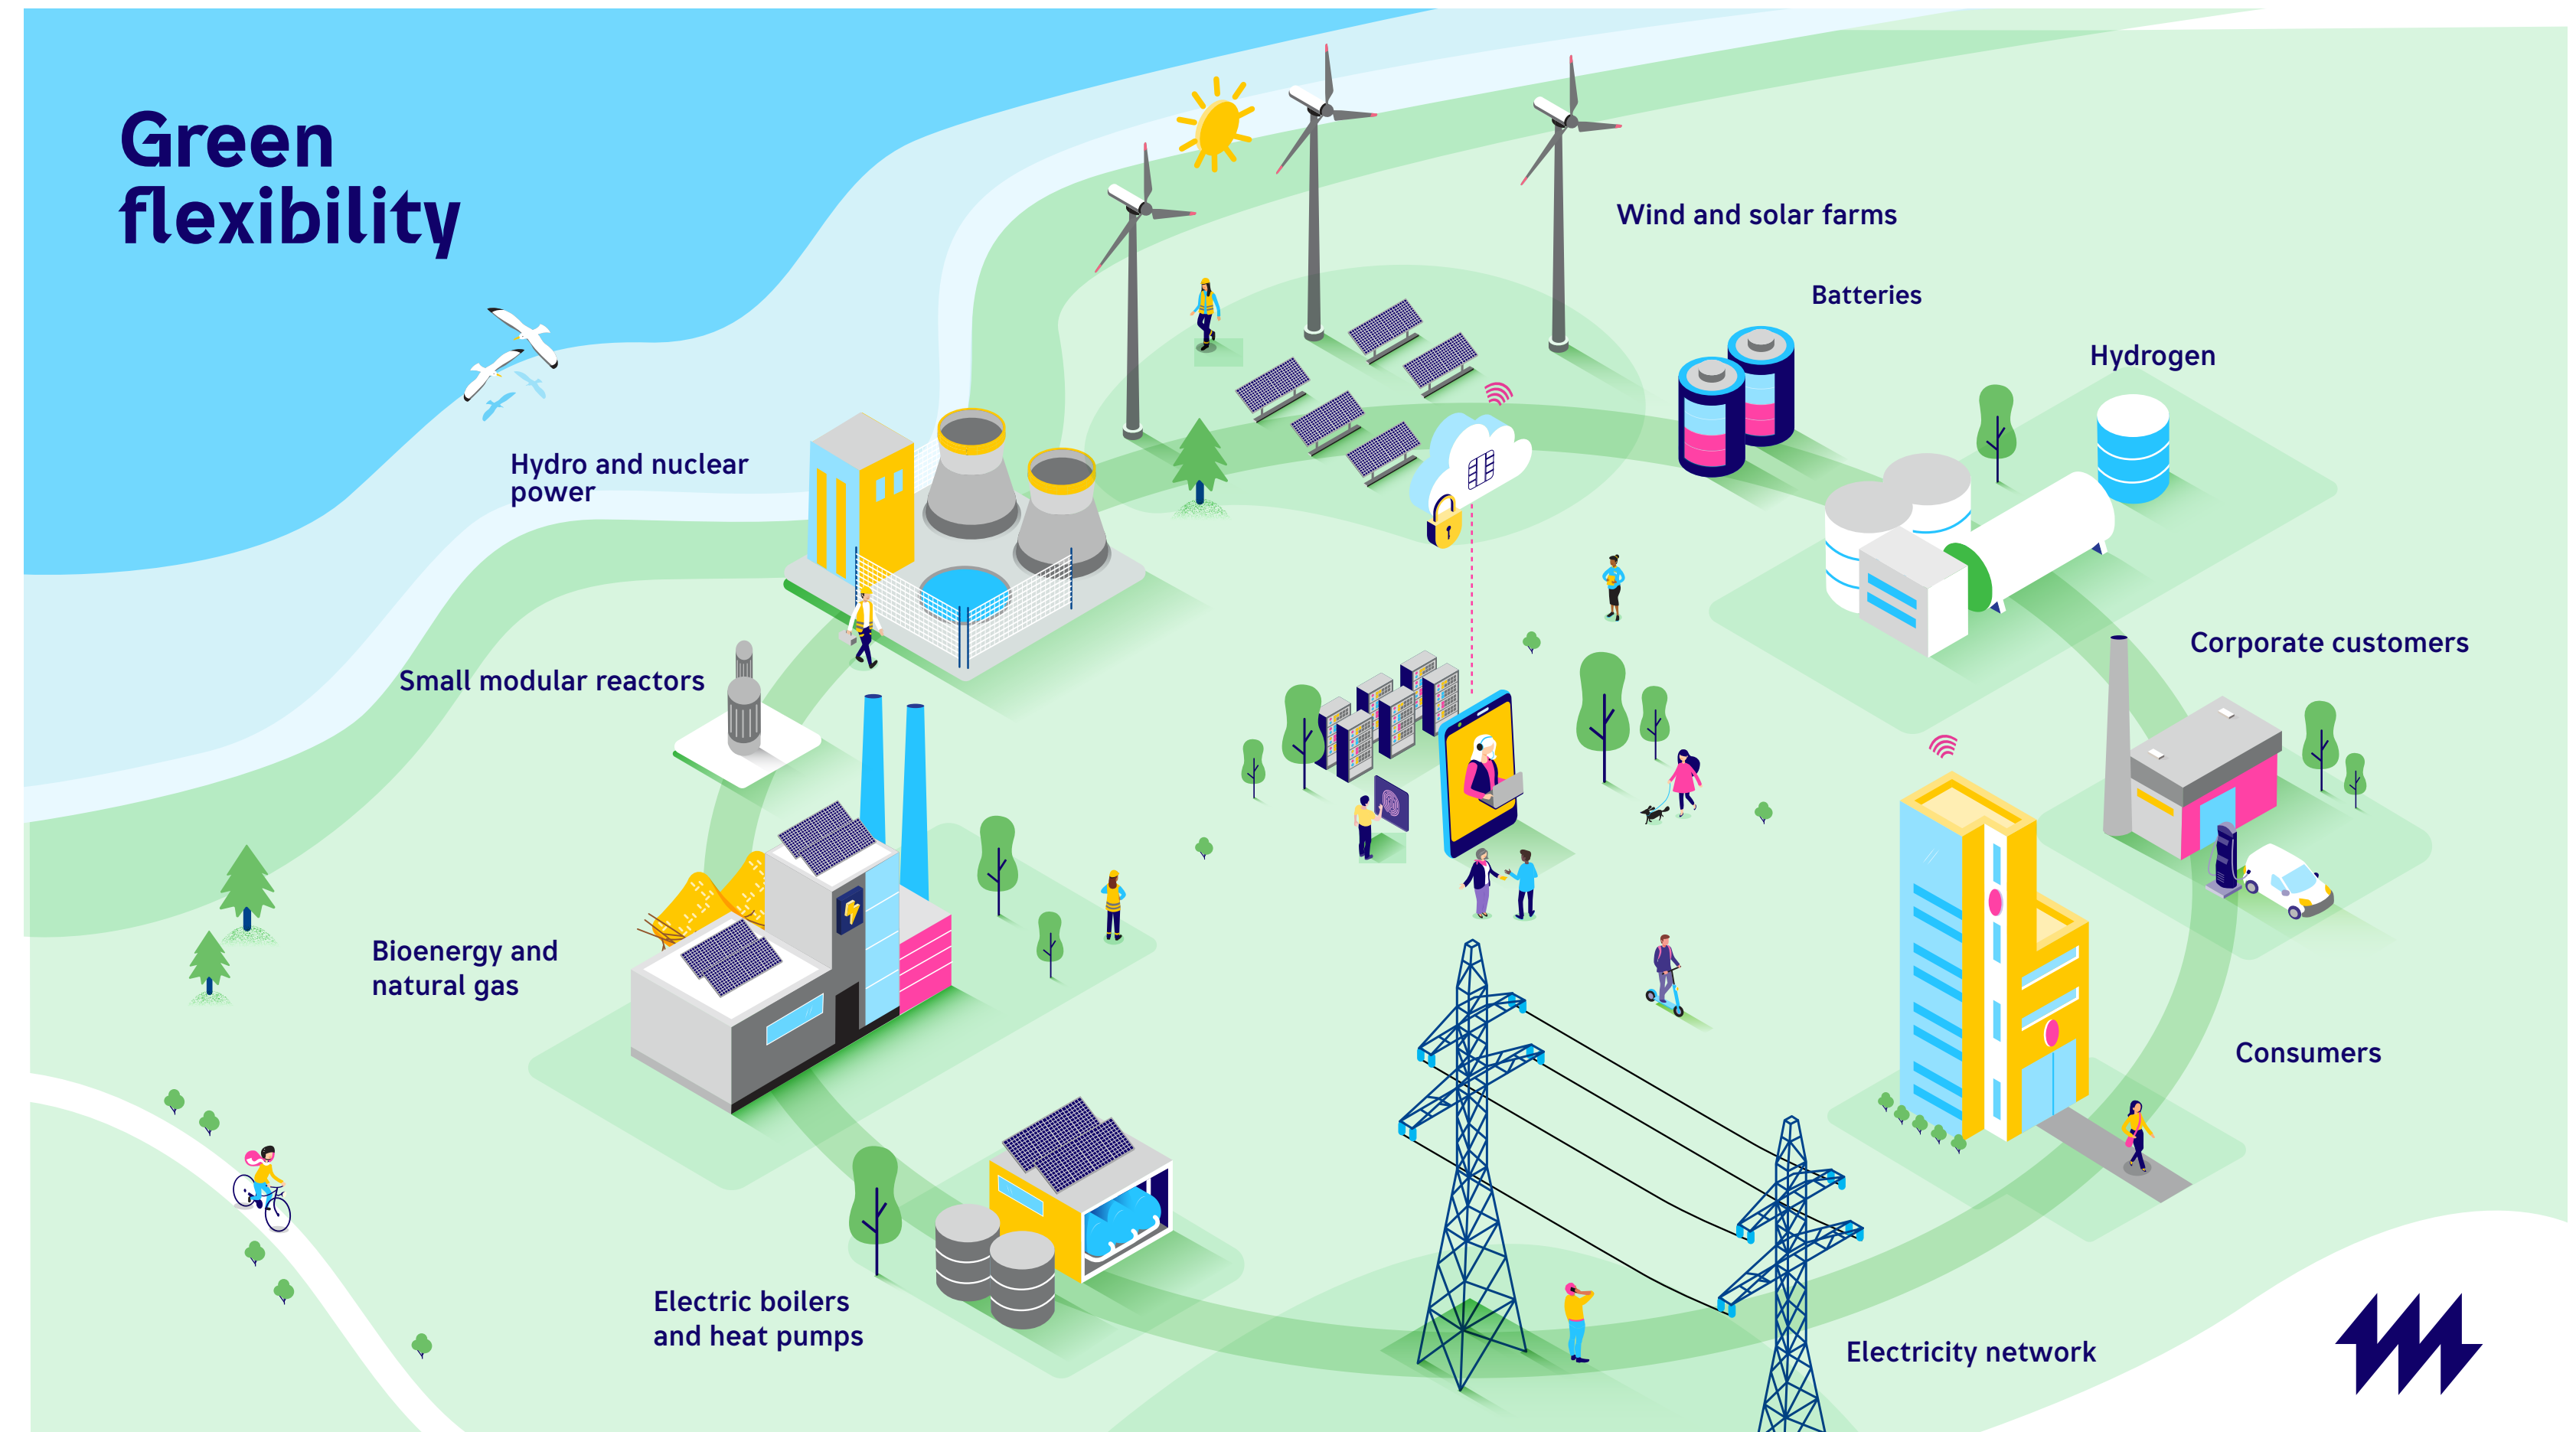 Green
flexibility
Wind and solar farms
Batteries
Hydrogen
Hydro and nuclear
power
Corporate customers
Small modular reactors
Bioenergy and
natural gas
Consumers
Electric boilers
and heat pumps
Electricity network